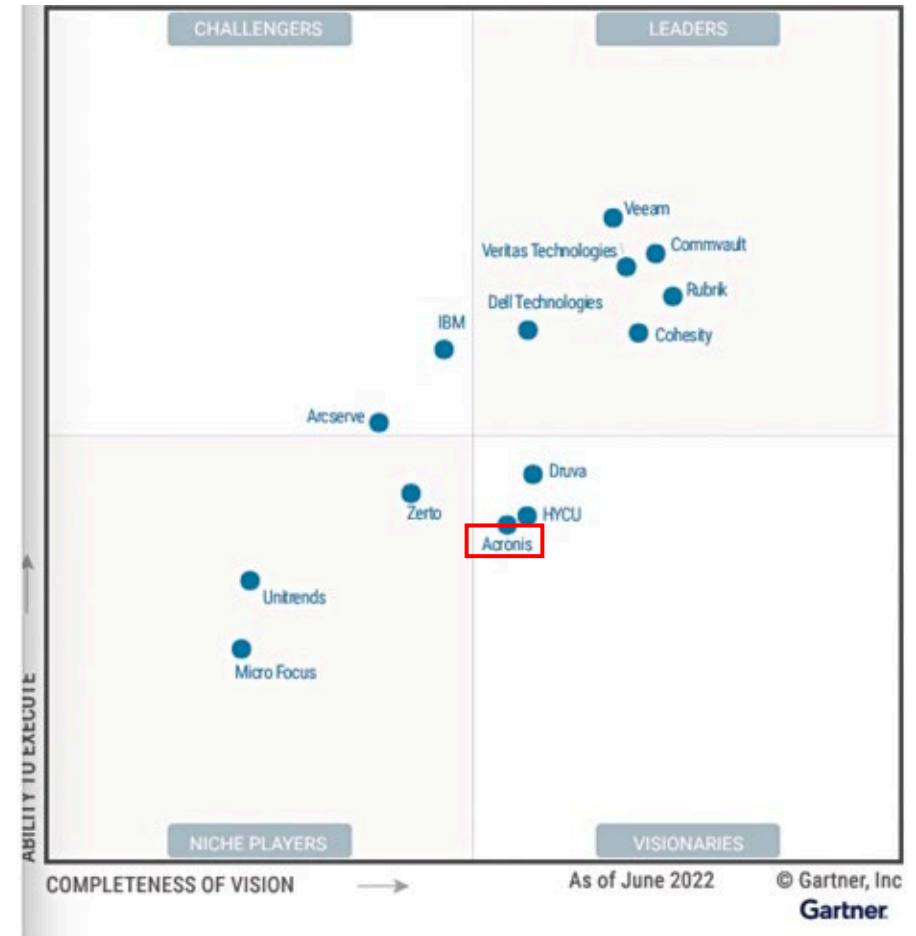 CHALLENGERS
LEADERS
Veeam
Veritas Technologies
Commvault
Rubrik
Dell Technologies
Cohesity
IBM
Arcserve
Druva
Zerto
HYCU
Acronis
Unitrends
Micro Focus
ABILITY TO EXECUTE
NICHE PLAYERS
VISIONARIES
COMPLETENESS OF VISION
As of June 2022
© Gartner, Inc
Gartner